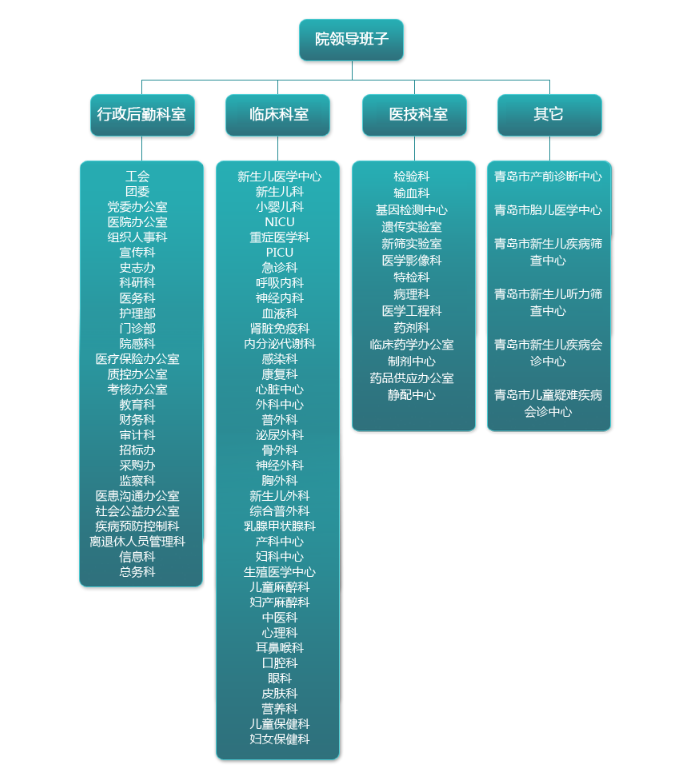 院领导班子
行政后勤科室
临床科室
医技科室
其它
工会
团委
党委办公室
医院办公室
组织人事科
宣传科
史志办
科研科
医务科
护理部
门诊部
院感科
医疗保险办公室
质控办公室
考核办公室
教育科
财务科
审计科
招标办
采购办
监察科
医患沟通办公室
社会公益办公室
疾病预防控制科
离退休人员管理科
信息科
总务科
新生儿医学中心
新生儿科
小婴儿科
NICU
重症医学科
PICU
急诊科
呼吸内科
神经内科
血液科
肾脏免疫科
内分泌代谢科
感染科
康复科
心脏中心
外科中心
普外科
泌尿外科
骨外科
神经外科
胸外科
新生儿外科
综合普外科
乳腺甲状腺科
产科中心
妇科中心
生殖医学中心
儿童麻醉科
妇产麻醉科
中医科
心理科
耳鼻喉科
口腔科
眼科
皮肤科
营养科
儿童保健科
妇女保健科
检验科
输血科
基因检测中心
遗传实验室
新筛实验室
医学影像科
特检科
病理科
医学工程科
药剂科
临床药学办公室
制剂中心
药品供应办公室
静配中心
青岛市产前诊断中心
青岛市胎儿医学中心
青岛市新生儿疾病筛
查中心
青岛市新生儿听力筛
查中心
青岛市新生儿疾病会
诊中心
青岛市儿童疑难疾病
会诊中心